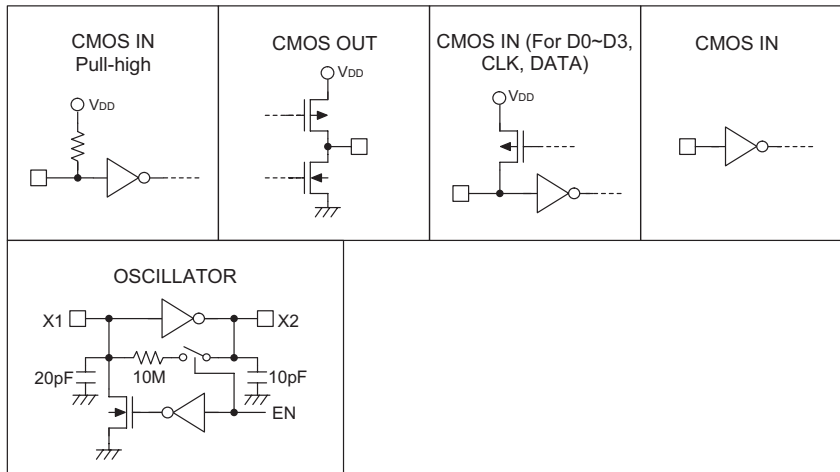 CMOS IN
Pull-high
VDD
CMOS OUT
VDD
CMOS IN (For D0~D3,
CLK, DATA)
VDD
CMOS IN
OSCILLATOR
X1
X2
20pF
10M
10pF
EN